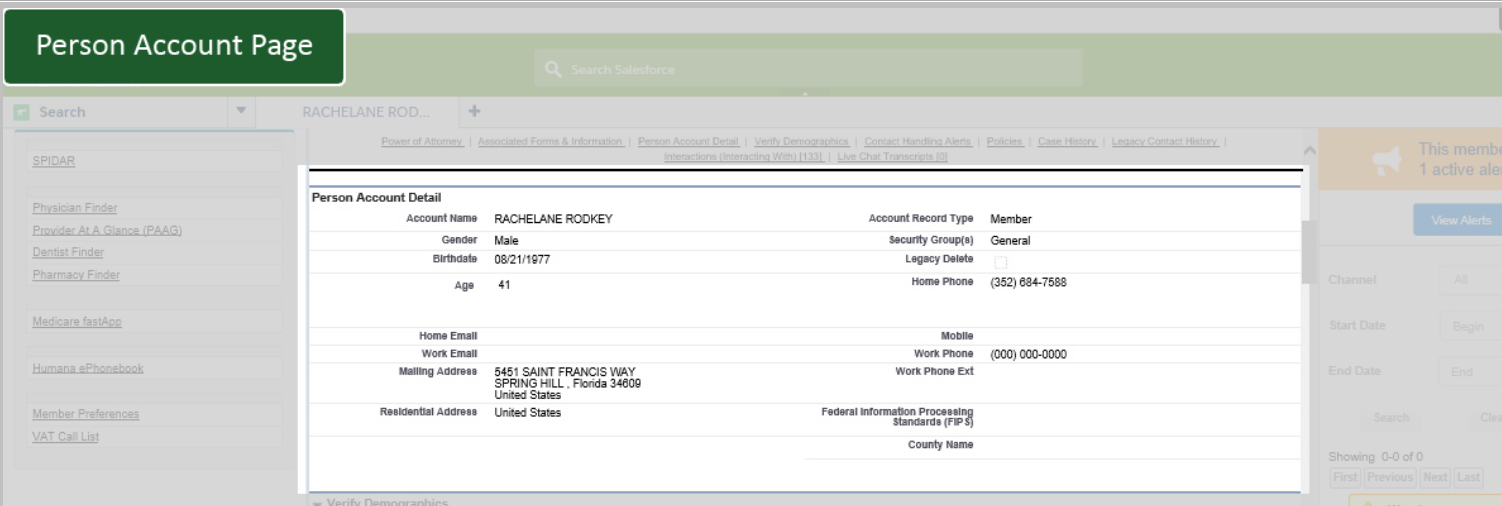 Person Account Page
Search Salesforce
Search
RACHELANE ROD...
Power of Attorney | Associated Forms & Information | Person Account Detail | Verify Demographics | Contact Handling Alerts | Policies | Case History | Legacy Contact History |
Interactions (Interacting With) [133] | Live Chat Transcripts [0]
SPIDAR
Physician Finder
Provider At A Glance (PAAG)
Dentist Finder
Pharmacy Finder
Medicare fastApp
Humana ePhonebook
Member Preferences
VAT Call List
Person Account Detail
Account Name RACHELANE RODKEY Account Record Type Member
Gender Male Security Group(s) General
Birthdate 08/21/1977 Legacy Delete
Age 41 Home Phone (352) 684-7588
Home Email Mobile
Work Email Work Phone (000) 000-0000
Mailing Address 5451 SAINT FRANCIS WAY Work Phone Ext
SPRING HILL , Florida 34609
United States
Residential Address United States Federal Information Processing
Standards (FIPS)
County Name
Verify Demographics
This membe
1 active ale
View Alerts
Channel All
Start Date Begin
End Date End
Search Clea
Showing 0-0 of 0
First Previous Next Last